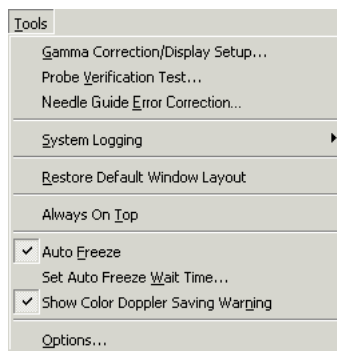 Tools
Gamma Correction/Display Setup...
Probe Verification Test...
Needle Guide Error Correction...
System Logging
Restore Default Window Layout
Always On Top
Auto Freeze
Set Auto Freeze Wait Time...
Show Color Doppler Saving Warning
Options...